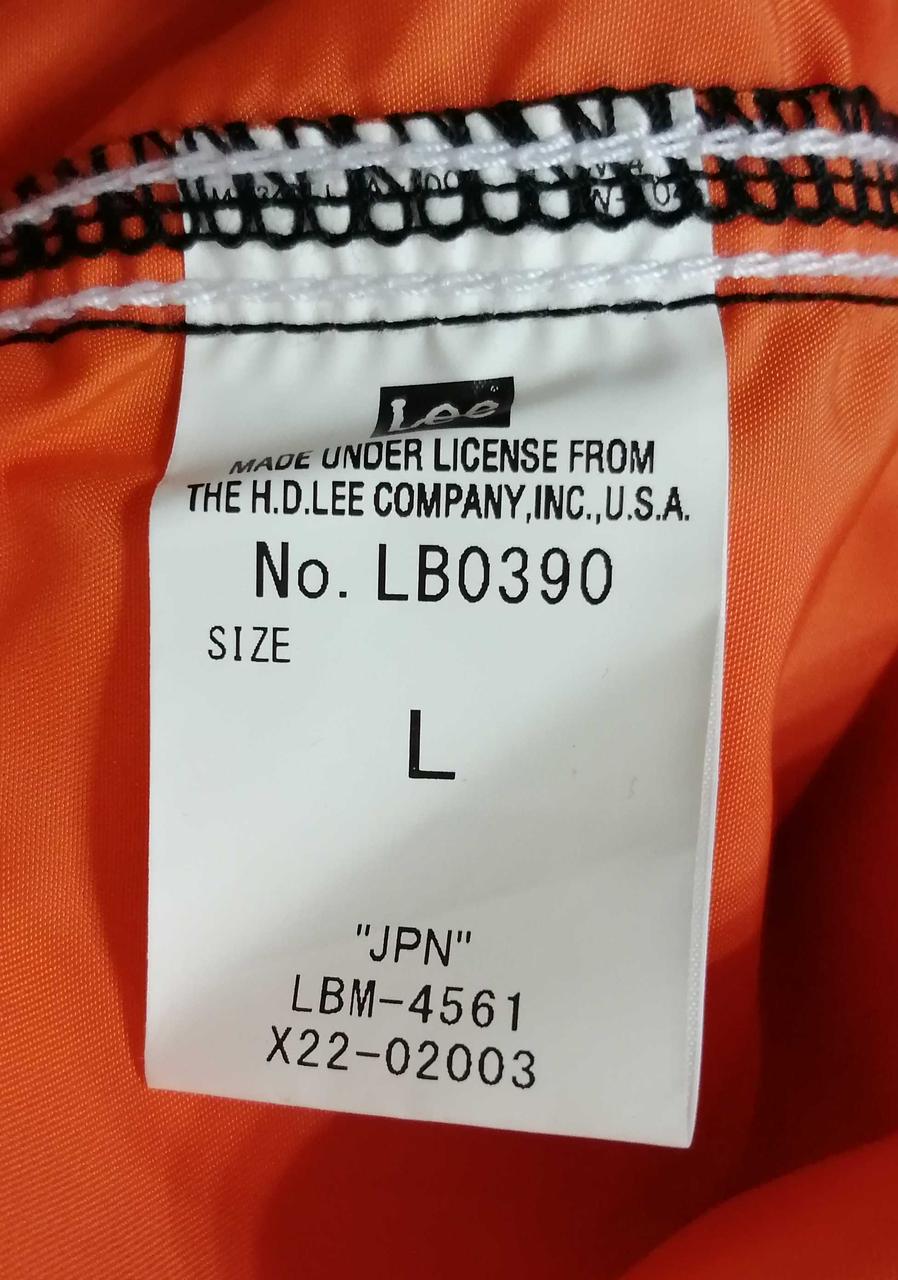 Lee
MADE UNDER LICENSE FROM
THE H.D.LEE COMPANY,INC.,U.S.A.
No. LB0390
SIZE
L
"JPN"
LBM-4561
X22-02003